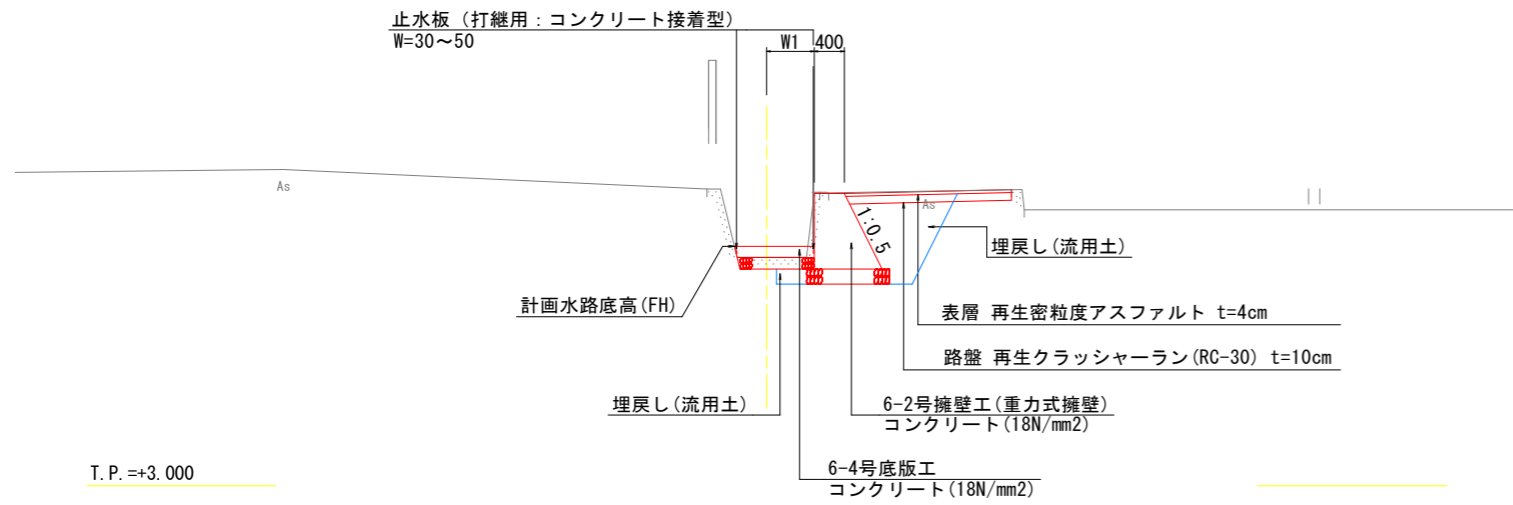 止水板（打継用：コンクリート接着型）
W=30～50
W1
400
As
As
1:0.5
埋戻し(流用土)
計画水路底高(FH)
表層 再生密粒度アスファルト t=4cm
路盤 再生クラッシャーラン(RC-30) t=10cm
埋戻し(流用土)
6-2号擁壁工(重力式擁壁)
コンクリート(18N/mm2)
6-4号底版工
コンクリート(18N/mm2)
T.P.=+3.000